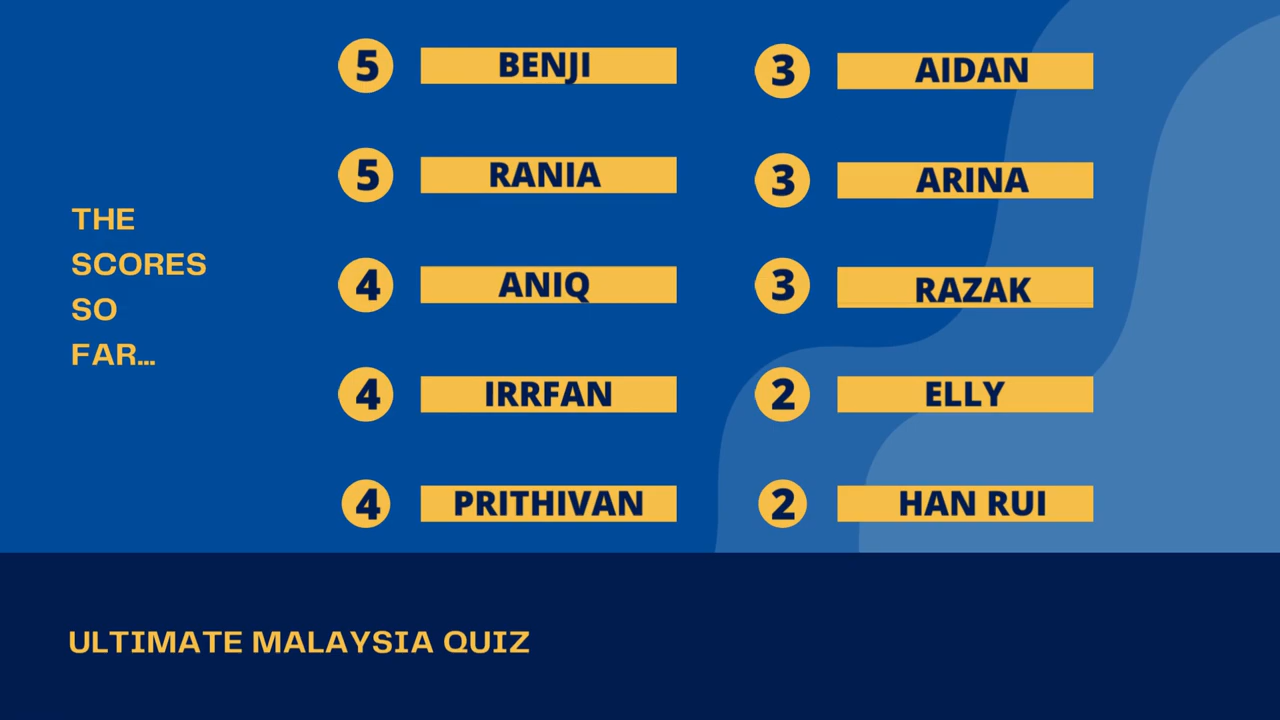 THE
SCORES
SO
FAR...
5 BENJI
5 RANIA
4 ANIQ
4 IRRFAN
4 PRITHIVAN
3 AIDAN
3 ARINA
3 RAZAK
2 ELLY
2 HAN RUI
ULTIMATE MALAYSIA QUIZ